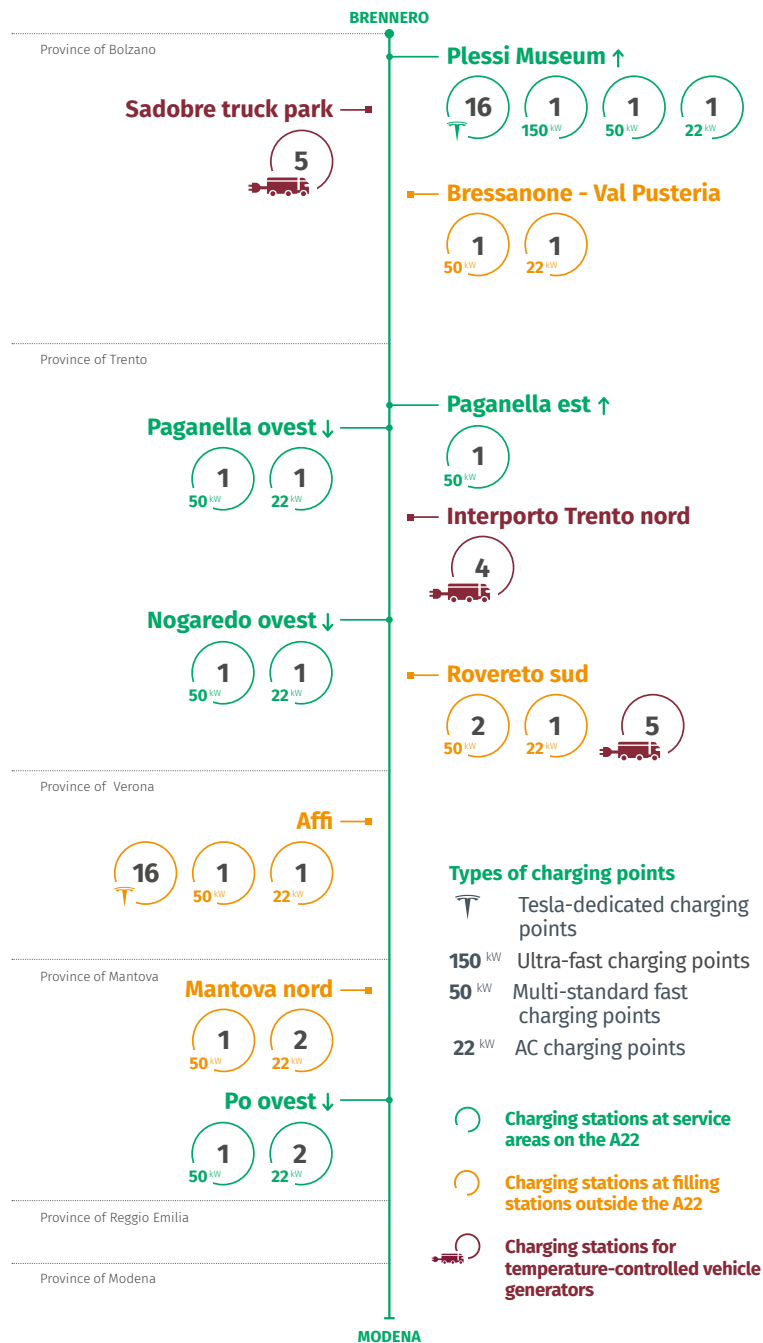 BRENNERO
Province of Bolzano
Plessi Museum ↑
16 1 1 1
150 kW 50 kW 22 kW
Sadobre truck park
5
Bressanone - Val Pusteria
1 1
50 kW 22 kW
Province of Trento
Paganella est ↑
1
50 kW
Paganella ovest ↓
1 1
50 kW 22 kW
Interporto Trento nord
4
Nogaredo ovest ↓
1 1
50 kW 22 kW
Rovereto sud
2 1 5
50 kW 22 kW
Province of Verona
Affi
16 1 1
50 kW 22 kW
Province of Mantova
Mantova nord
1 2
50 kW 22 kW
Po ovest ↓
1 2
50 kW 22 kW
Province of Reggio Emilia
Province of Modena
MODENA
Types of charging points
Tesla-dedicated charging
points
150 kW Ultra-fast charging points
50 kW Multi-standard fast
charging points
22 kW AC charging points
Charging stations at service
areas on the A22
Charging stations at filling
stations outside the A22
Charging stations for
temperature-controlled vehicle
generators